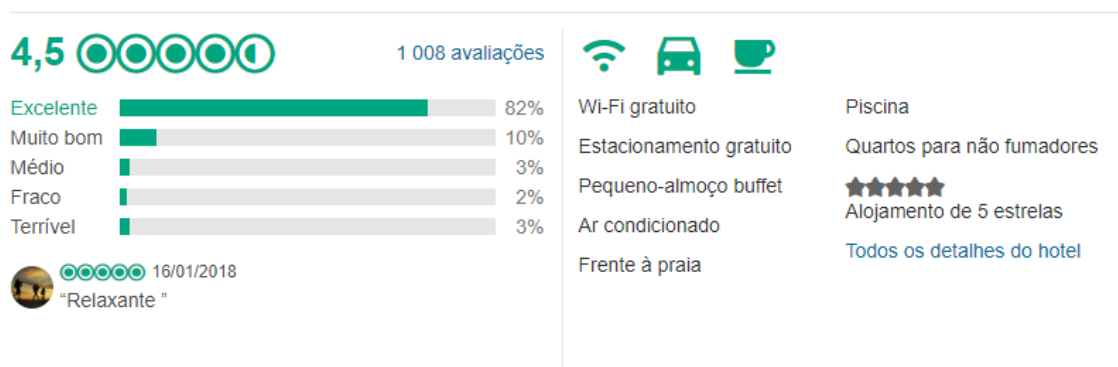 4,5 1 008 avaliações
Excelente 82%
Muito bom 10%
Médio 3%
Fraco 2%
Terrível 3%
16/01/2018
“Relaxante ”
Wi-Fi gratuito
Estacionamento gratuito
Pequeno-almoço buffet
Ar condicionado
Frente à praia
Piscina
Quartos para não fumadores
Alojamento de 5 estrelas
Todos os detalhes do hotel